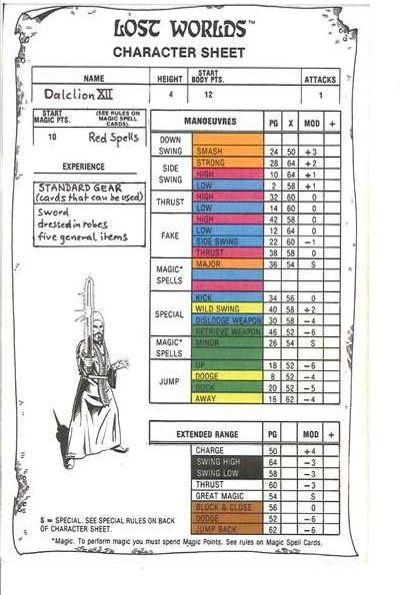 LOST WORLDS™
CHARACTER SHEET
NAME HEIGHT START BODY PTS. ATTACKS
Dalclion XII 4 12 1
START MAGIC PTS. (SEE RULES ON MAGIC SPELL CARDS)
10 Red Spells
EXPERIENCE
STANDARD GEAR
(cards that can be used)
sword
dressed in robes
five general items
MANOEUVRES PG X MOD +
DOWN SWING
SMASH 24 50 +3
SIDE SWING
STRONG 28 64 +2
HIGH 10 64 +1
LOW 2 58 +1
THRUST
HIGH 32 60 0
LOW 14 60 0
FAKE
HIGH 42 58 0
LOW 12 64 0
SIDE SWING 22 60 −1
THRUST 38 58 0
MAGIC* SPELLS
MAJOR 36 54 S
SPECIAL
KICK 34 56 0
WILD SWING 40 58 +2
DISLODGE WEAPON 30 58 −4
RETRIEVE WEAPON 46 52 −6
MAGIC* SPELLS
MINOR 26 54 S
JUMP
UP 18 52 −6
DODGE 8 52 −4
DUCK 20 52 −5
AWAY 16 62 −4
EXTENDED RANGE PG MOD +
CHARGE 50 +4
SWING HIGH 64 −3
SWING LOW 58 −3
THRUST 60 −3
GREAT MAGIC 54 S
BLOCK & CLOSE 56 0
DODGE 52 −6
JUMP BACK 62 −6
S = SPECIAL. SEE SPECIAL RULES ON BACK
OF CHARACTER SHEET.
*Magic. To perform magic you must spend Magic Points. See rules on Magic Spell Cards.